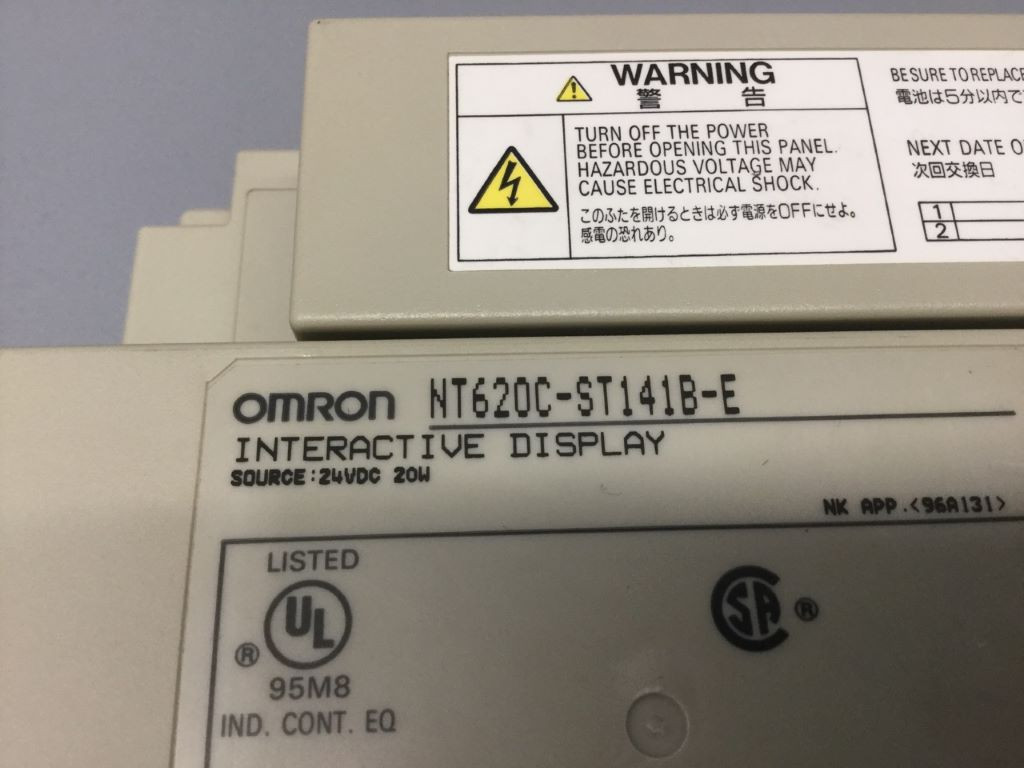 WARNING
警 告
TURN OFF THE POWER
BEFORE OPENING THIS PANEL.
HAZARDOUS VOLTAGE MAY
CAUSE ELECTRICAL SHOCK.
このふたを開けるときは必ず電源をOFFにせよ。
感電の恐れあり。
BE SURE TO REPLACE
電池は5分以内で
NEXT DATE
次回交換日
1
2
OMRON NT620C-ST141B-E
INTERACTIVE DISPLAY
SOURCE:24VDC 20W
NK APP.<96A131>
LISTED
UL ®
95M8
IND. CONT. EQ
CSA ®